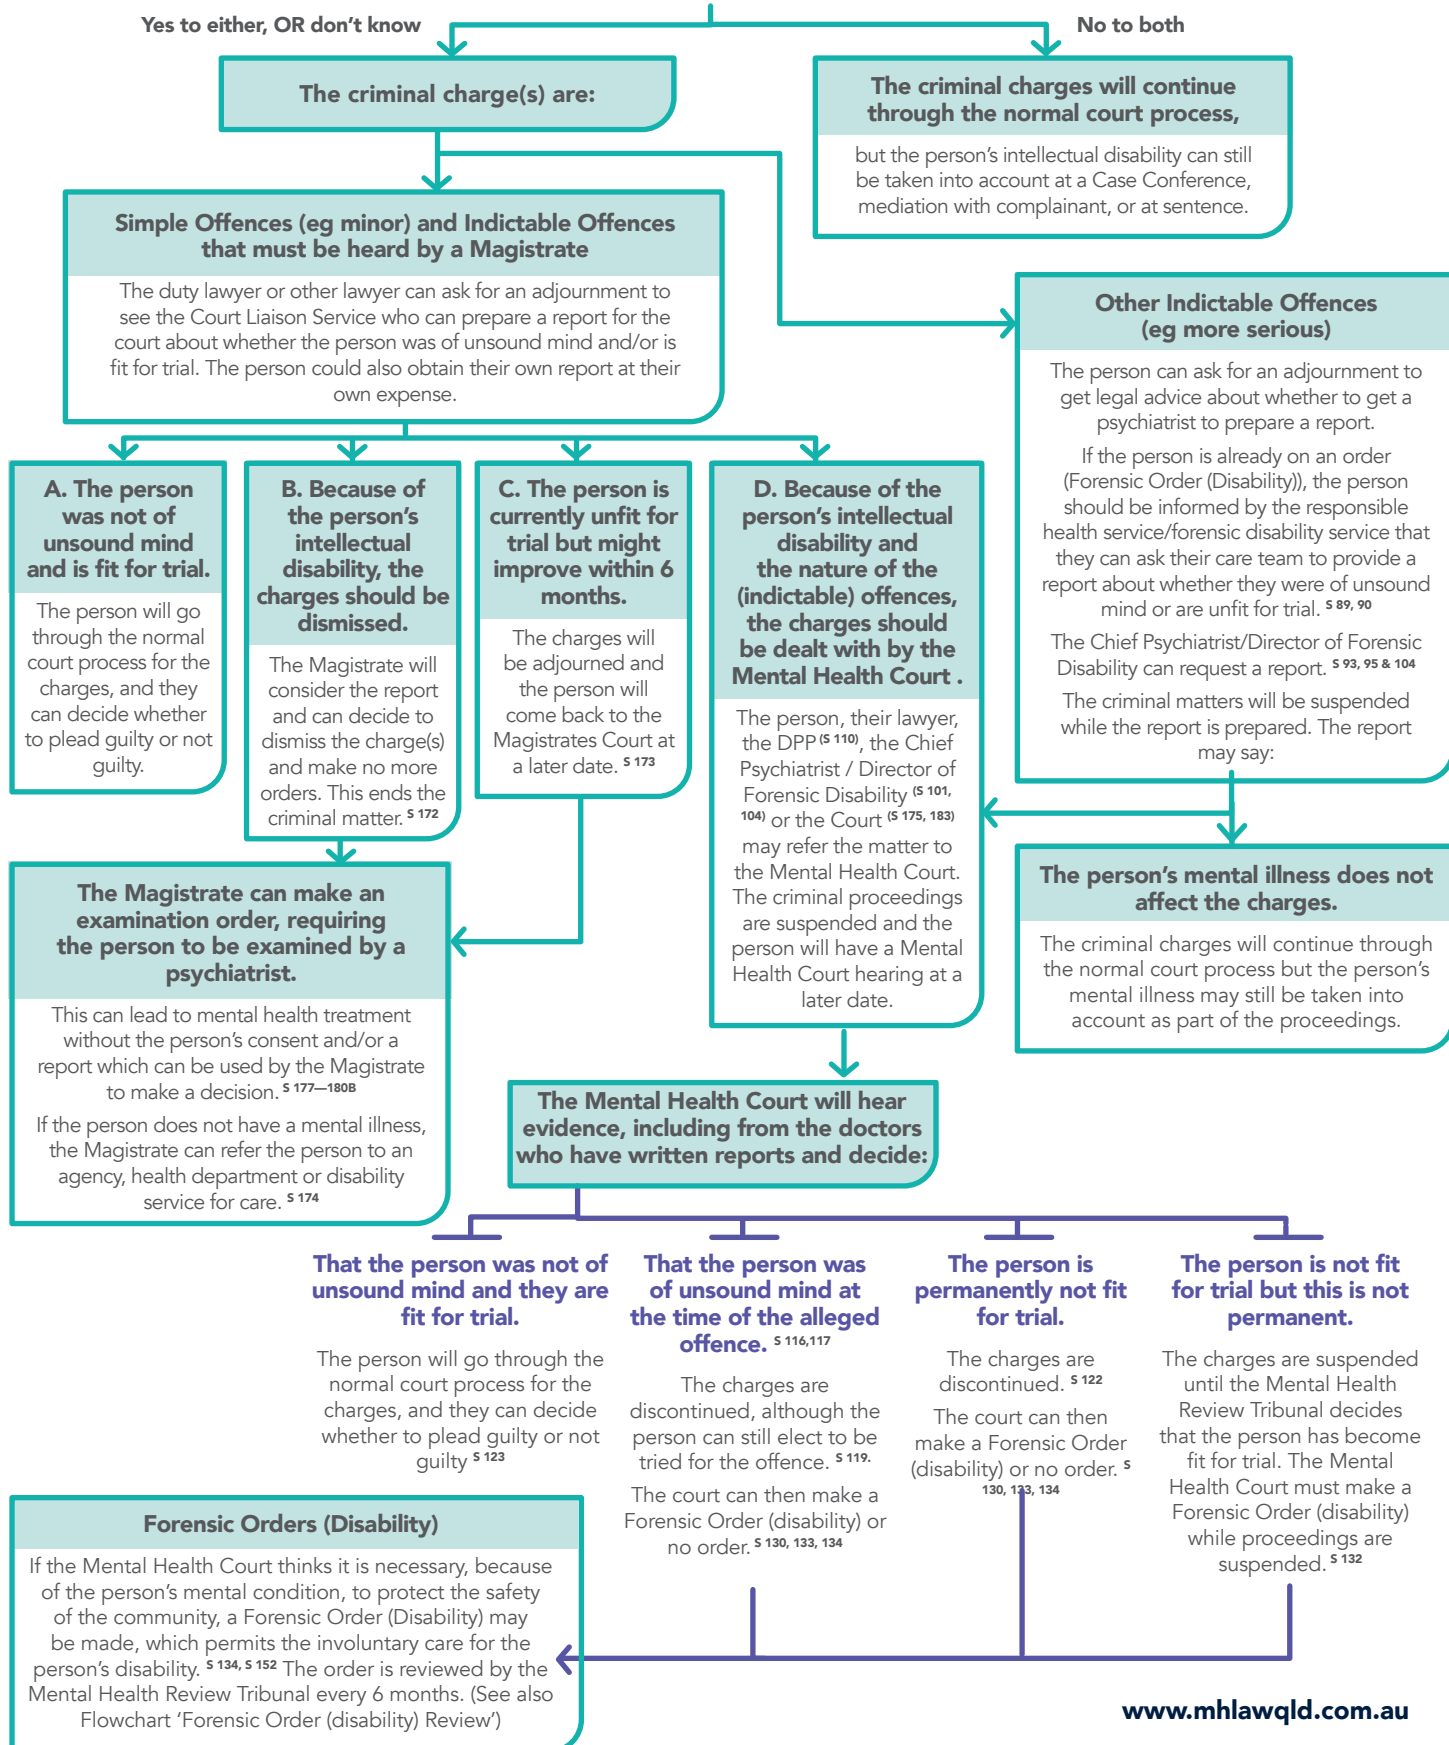 Yes to either, OR don't know
No to both
The criminal charge(s) are:
The criminal charges will continue
through the normal court process,
but the person's intellectual disability can still
be taken into account at a Case Conference,
mediation with complainant, or at sentence.
Simple Offences (eg minor) and Indictable Offences
that must be heard by a Magistrate
The duty lawyer or other lawyer can ask for an adjournment to
see the Court Liaison Service who can prepare a report for the
court about whether the person was of unsound mind and/or is
fit for trial. The person could also obtain their own report at their
own expense.
Other Indictable Offences
(eg more serious)
The person can ask for an adjournment to
get legal advice about whether to get a
psychiatrist to prepare a report.
If the person is already on an order
(Forensic Order (Disability)), the person
should be informed by the responsible
health service/forensic disability service that
they can ask their care team to provide a
report about whether they were of unsound
mind or are unfit for trial. S 89, 90
The Chief Psychiatrist/Director of Forensic
Disability can request a report. S 93, 95 & 104
The criminal matters will be suspended
while the report is prepared. The report
may say:
A. The person
was not of
unsound mind
and is fit for trial.
The person will go
through the normal
court process for the
charges, and they
can decide whether
to plead guilty or not
guilty.
B. Because of
the person's
intellectual
disability, the
charges should be
dismissed.
The Magistrate will
consider the report
and can decide to
dismiss the charge(s)
and make no more
orders. This ends the
criminal matter. S 172
C. The person is
currently unfit for
trial but might
improve within 6
months.
The charges will
be adjourned and
the person will
come back to the
Magistrates Court at
a later date. S 173
D. Because of the
person's intellectual
disability and
the nature of the
(indictable) offences,
the charges should
be dealt with by the
Mental Health Court .
The person, their lawyer,
the DPP (S 110), the Chief
Psychiatrist / Director of
Forensic Disability (S 101,
104) or the Court (S 175, 183)
may refer the matter to
the Mental Health Court.
The criminal proceedings
are suspended and the
person will have a Mental
Health Court hearing at a
later date.
The person's mental illness does not
affect the charges.
The criminal charges will continue through
the normal court process but the person's
mental illness may still be taken into
account as part of the proceedings.
The Magistrate can make an
examination order, requiring
the person to be examined by a
psychiatrist.
This can lead to mental health treatment
without the person's consent and/or a
report which can be used by the Magistrate
to make a decision. S 177—180B
If the person does not have a mental illness,
the Magistrate can refer the person to an
agency, health department or disability
service for care. S 174
The Mental Health Court will hear
evidence, including from the doctors
who have written reports and decide:
That the person was not of
unsound mind and they are
fit for trial.
The person will go through the
normal court process for the
charges, and they can decide
whether to plead guilty or not
guilty S 123
That the person was
of unsound mind at
the time of the alleged
offence. S 116,117
The charges are
discontinued, although the
person can still elect to be
tried for the offence. S 119.
The court can then make a
Forensic Order (disability) or
no order. S 130, 133, 134
The person is
permanently not fit
for trial.
The charges are
discontinued. S 122
The court can then
make a Forensic Order
(disability) or no order. S
130, 133, 134
The person is not fit
for trial but this is not
permanent.
The charges are suspended
until the Mental Health
Review Tribunal decides
that the person has become
fit for trial. The Mental
Health Court must make a
Forensic Order (disability)
while proceedings are
suspended. S 132
Forensic Orders (Disability)
If the Mental Health Court thinks it is necessary, because
of the person's mental condition, to protect the safety
of the community, a Forensic Order (Disability) may
be made, which permits the involuntary care for the
person's disability. S 134, S 152 The order is reviewed by the
Mental Health Review Tribunal every 6 months. (See also
Flowchart 'Forensic Order (disability) Review')
www.mhlawqld.com.au